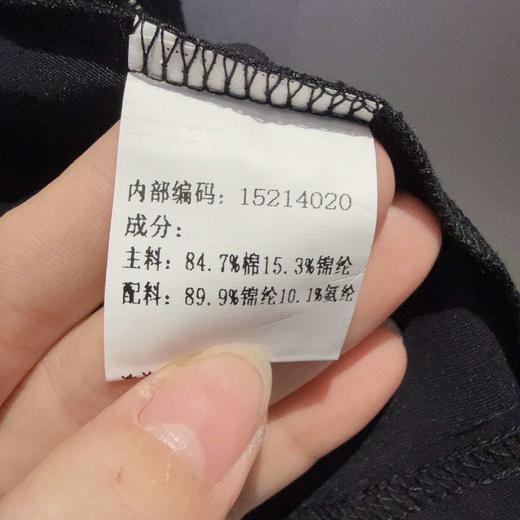 内部编码: 15214020
成分:
主料: 84.7%棉15.3%锦纶
配料: 89.9%锦纶10.1%氨纶